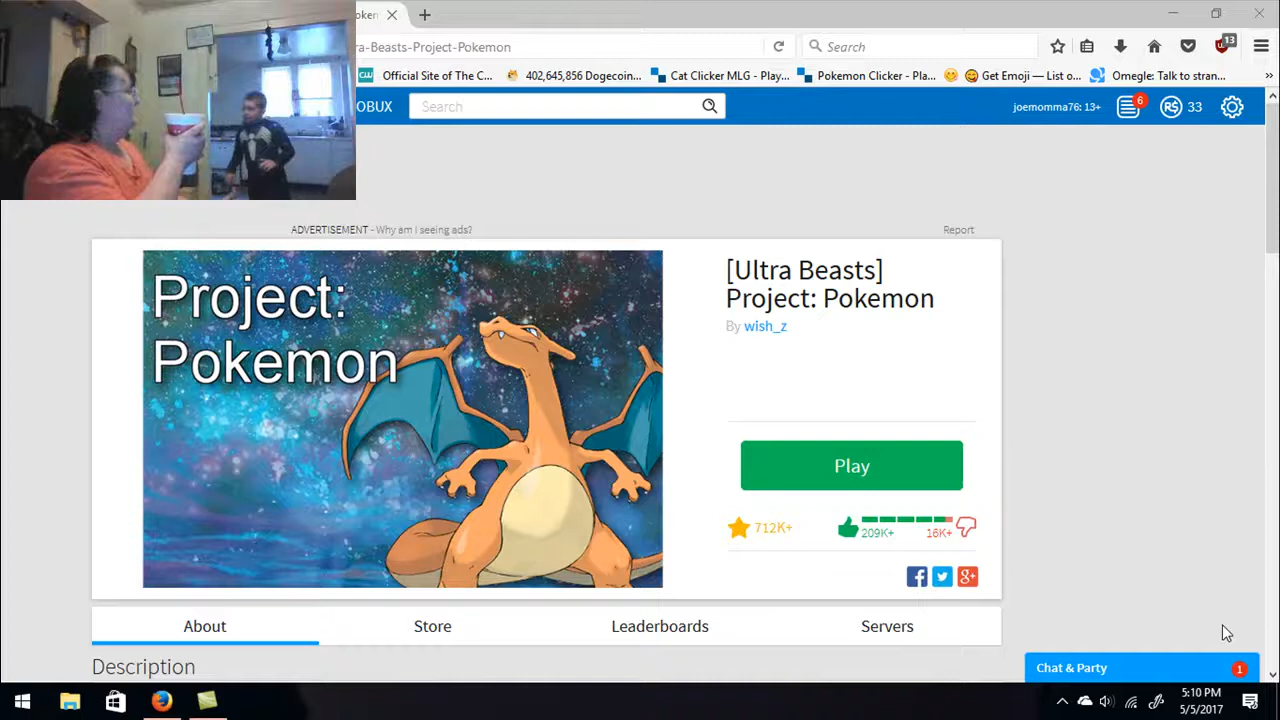 oker
ra-Beasts-Project-Pokemon
Search
13
Official Site of The C...
402,645,856 Dogecoin...
Cat Clicker MLG - Play...
Pokemon Clicker - Pla...
Get Emoji — List o...
Omegle: Talk to stran...
OBUX
Search
joemomma76: 13+
6
R$ 33
ADVERTISEMENT - Why am I seeing ads?
Report
Project:
Pokemon
[Ultra Beasts]
Project: Pokemon
By wish_z
Play
712K+
209K+
16K+
About
Store
Leaderboards
Servers
Description
Chat & Party
1
5:10 PM
5/5/2017